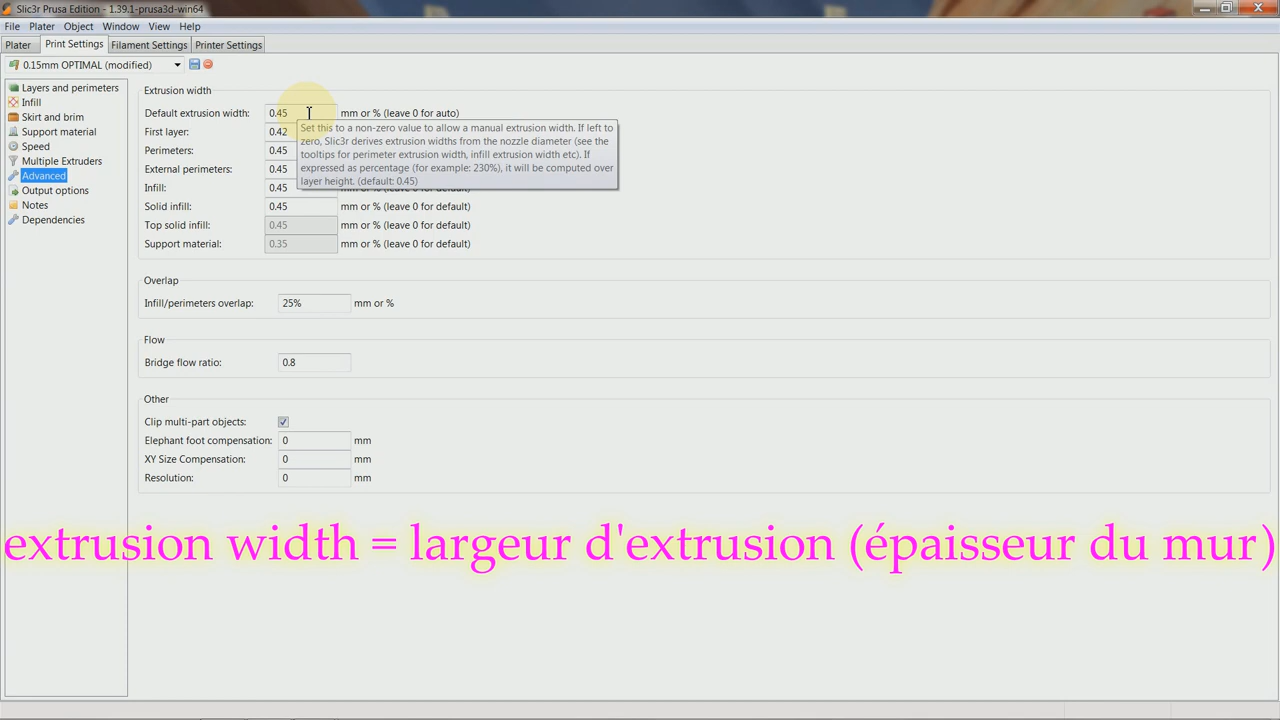 Slic3r Prusa Edition - 1.39.1-prusa3d-win64
File Plater Object Window View Help
Plater Print Settings Filament Settings Printer Settings
0.15mm OPTIMAL (modified)
Layers and perimeters
Infill
Skirt and brim
Support material
Speed
Multiple Extruders
Advanced
Output options
Notes
Dependencies
Extrusion width
Default extrusion width: 0.45 mm or % (leave 0 for auto)
First layer: 0.42
Perimeters: 0.45
External perimeters: 0.45
Infill: 0.45
Set this to a non-zero value to allow a manual extrusion width. If left to
zero, Slic3r derives extrusion widths from the nozzle diameter (see the
tooltips for perimeter extrusion width, infill extrusion width etc). If
expressed as percentage (for example: 230%), it will be computed over
layer height. (default: 0.45)
Solid infill: 0.45 mm or % (leave 0 for default)
Top solid infill: 0.45 mm or % (leave 0 for default)
Support material: 0.35 mm or % (leave 0 for default)
Overlap
Infill/perimeters overlap: 25% mm or %
Flow
Bridge flow ratio: 0.8
Other
Clip multi-part objects:
Elephant foot compensation: 0 mm
XY Size Compensation: 0 mm
Resolution: 0 mm
extrusion width = largeur d'extrusion (épaisseur du mur)